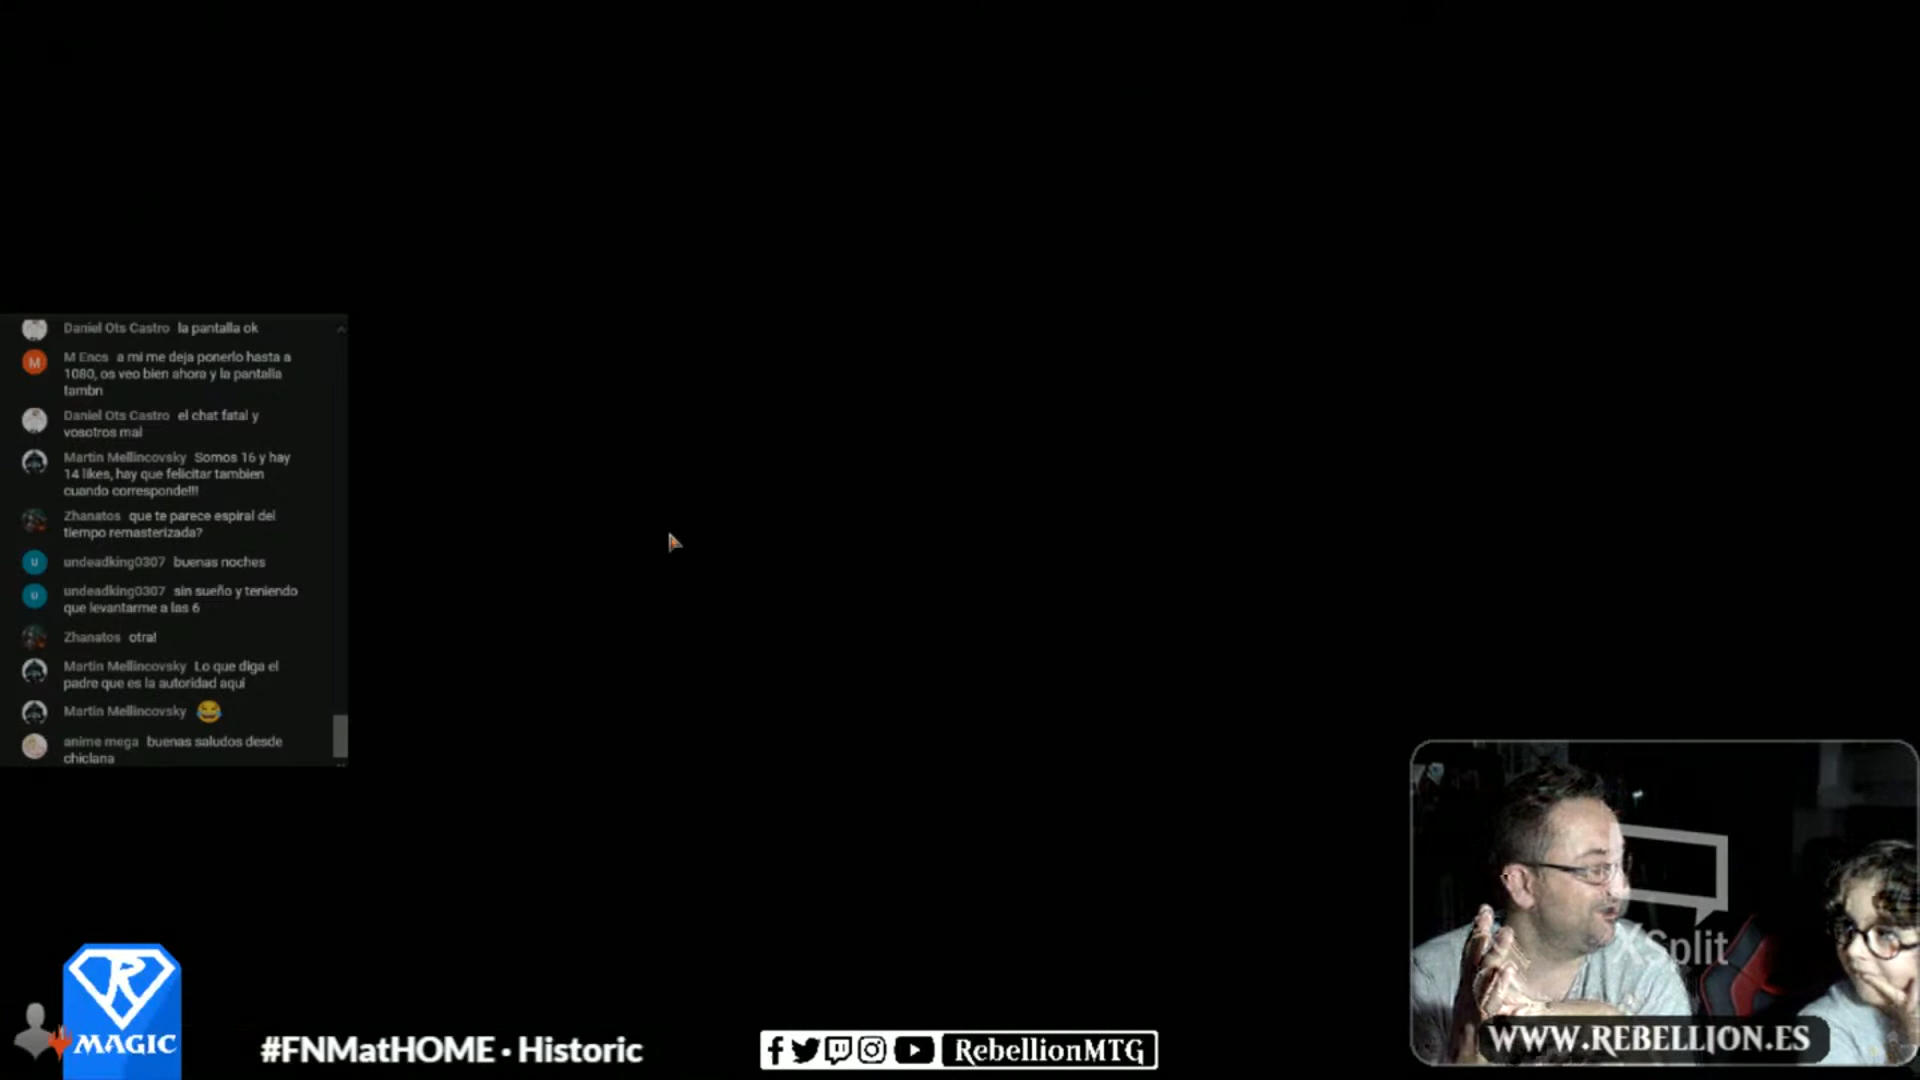 Daniel Ots Castro la pantalla ok
M Encs a mi me deja ponerlo hasta a
1080, os veo bien ahora y la pantalla
tambn
Daniel Ots Castro el chat fatal y
vosotros mal
Martin Mellincovsky Somos 16 y hay
14 likes, hay que felicitar tambien
cuando corresponde!!!
Zhanatos que te parece espiral del
tiempo remasterizada?
undeadking0307 buenas noches
undeadking0307 sin sueño y teniendo
que levantarme a las 6
Zhanatos otra!
Martin Mellincovsky Lo que diga el
padre que es la autoridad aquí
Martin Mellincovsky 😂
anime mega buenas saludos desde
chiclana
XSplit
WWW.REBELLION.ES
R
MAGIC
#FNMatHOME · Historic
RebellionMTG